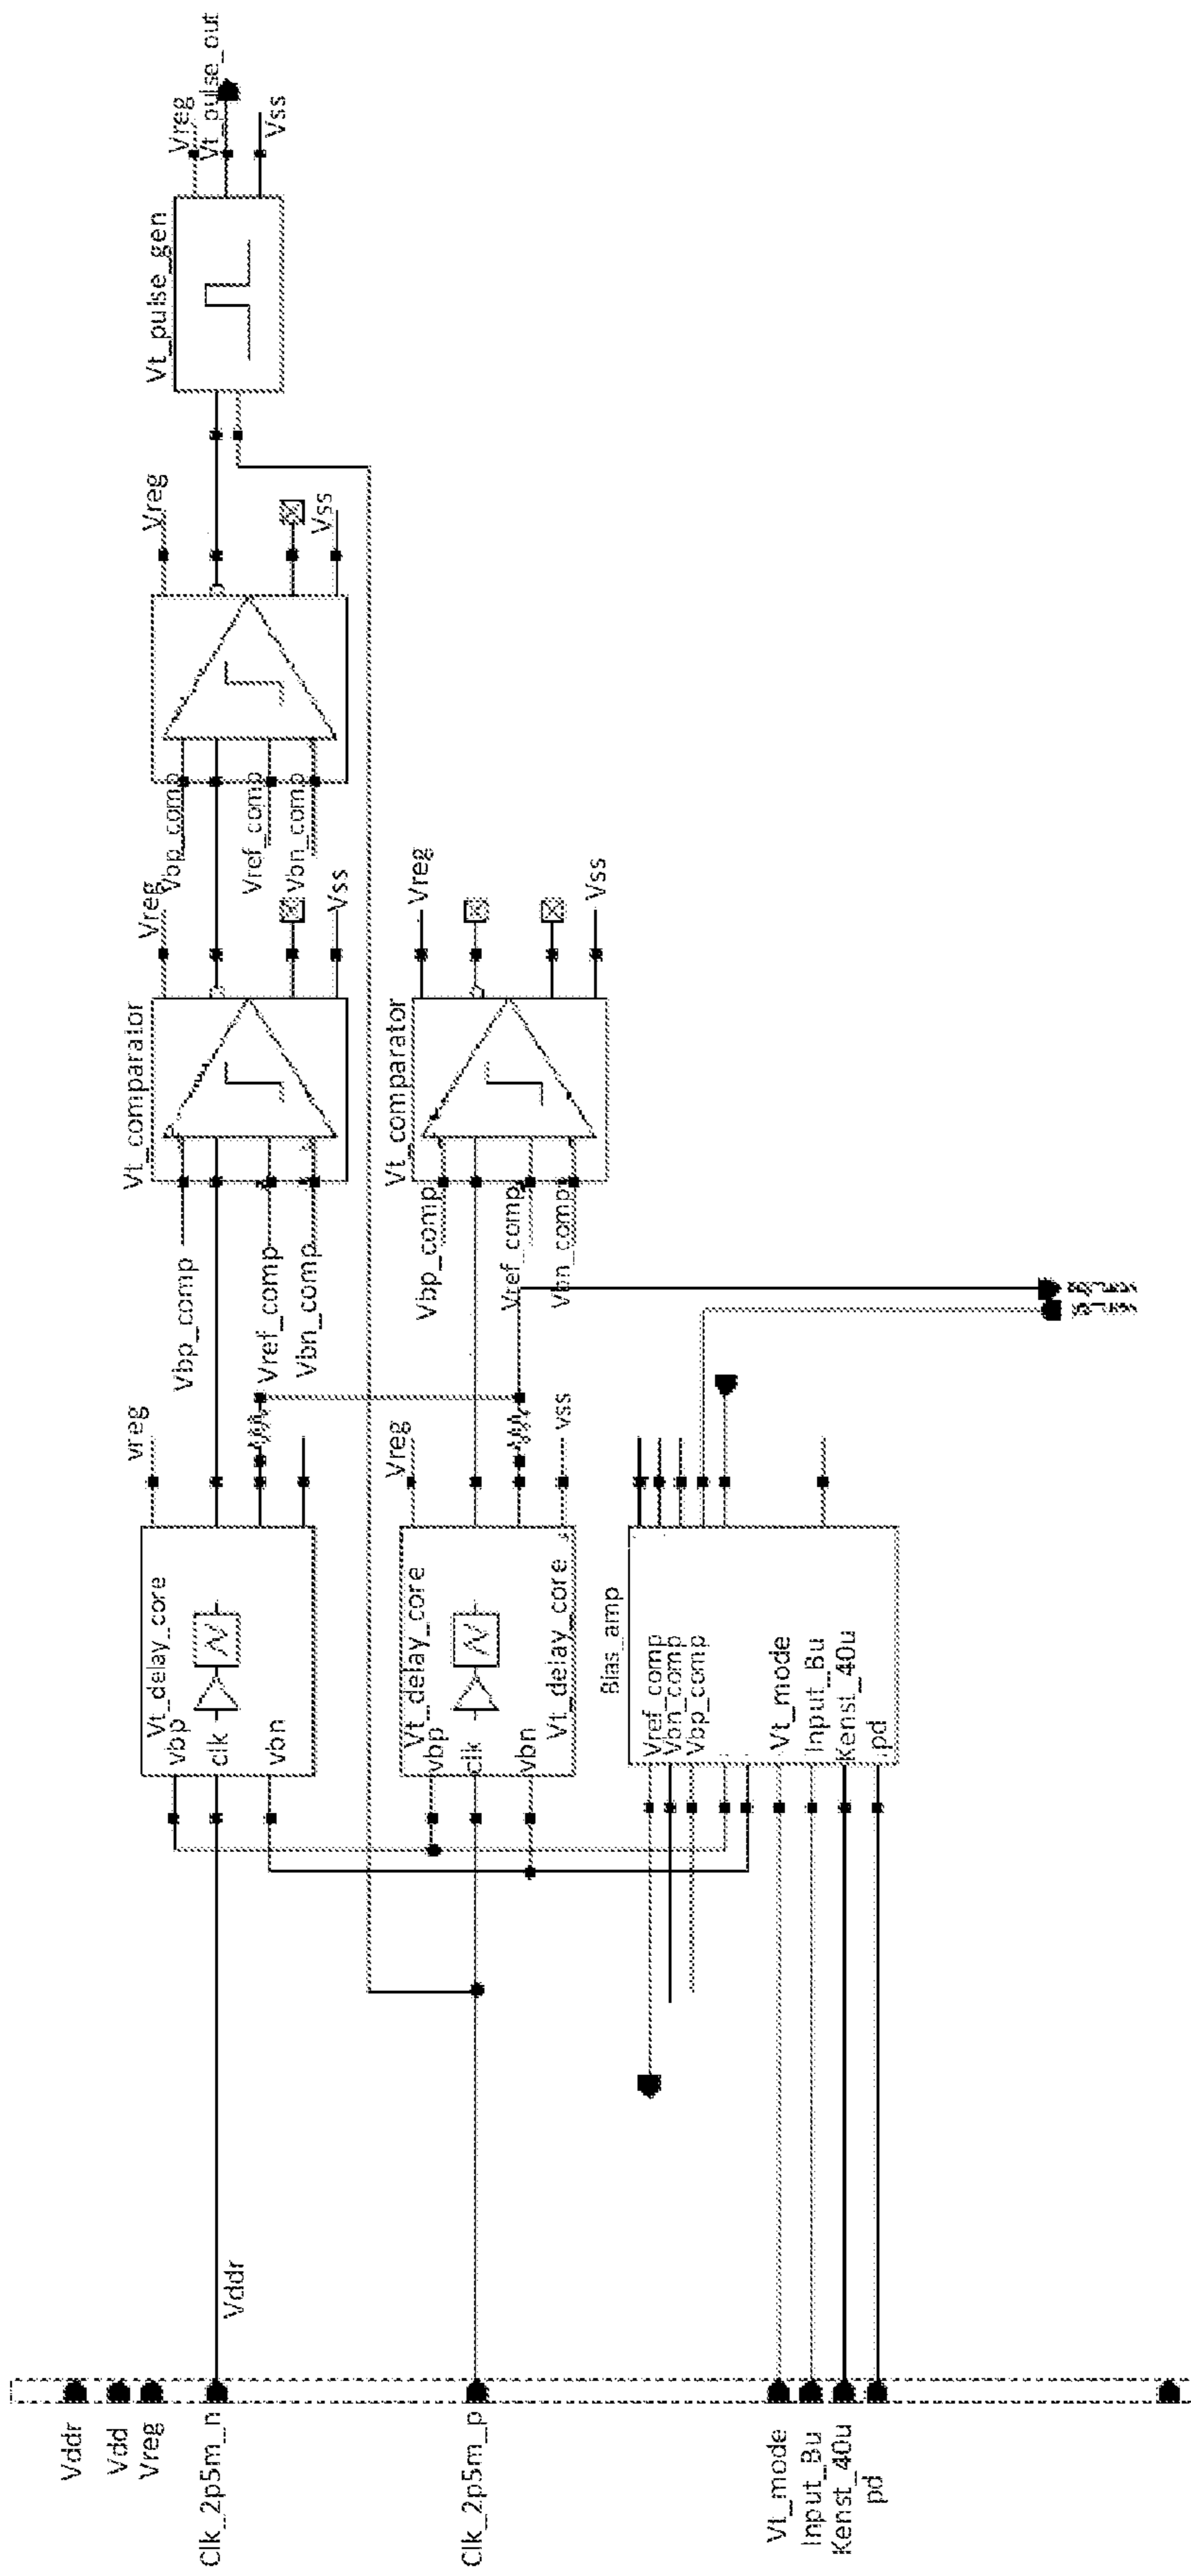 Vddr
Vdd
Vreg
Clk_2p5m_n
Clk_2p5m_p
Vt_mode
Input_Bu
Kenst_40u
pd
Vddr
Vt_delay_core
vbp
clk
vbn
vreg
Vt_delay_core
vbp
clk
vbn
Vt_delay_core
Vreg
vss
Bias_amp
Vref_comp
Vbn_comp
Vbp_comp
Vt_mode
Input_Bu
Kenst_40u
pd
Vbp_comp
Vref_comp
Vbn_comp
Vt_comparator
Vreg
Vss
Vbp_comp
Vref_comp
Vbn_comp
Vt_comparator
Vreg
Vss
Vbp_comp
Vref_comp
Vbn_comp
Vreg
Vss
Vt_pulse_gen
Vreg
Vt_pulse_out
Vss